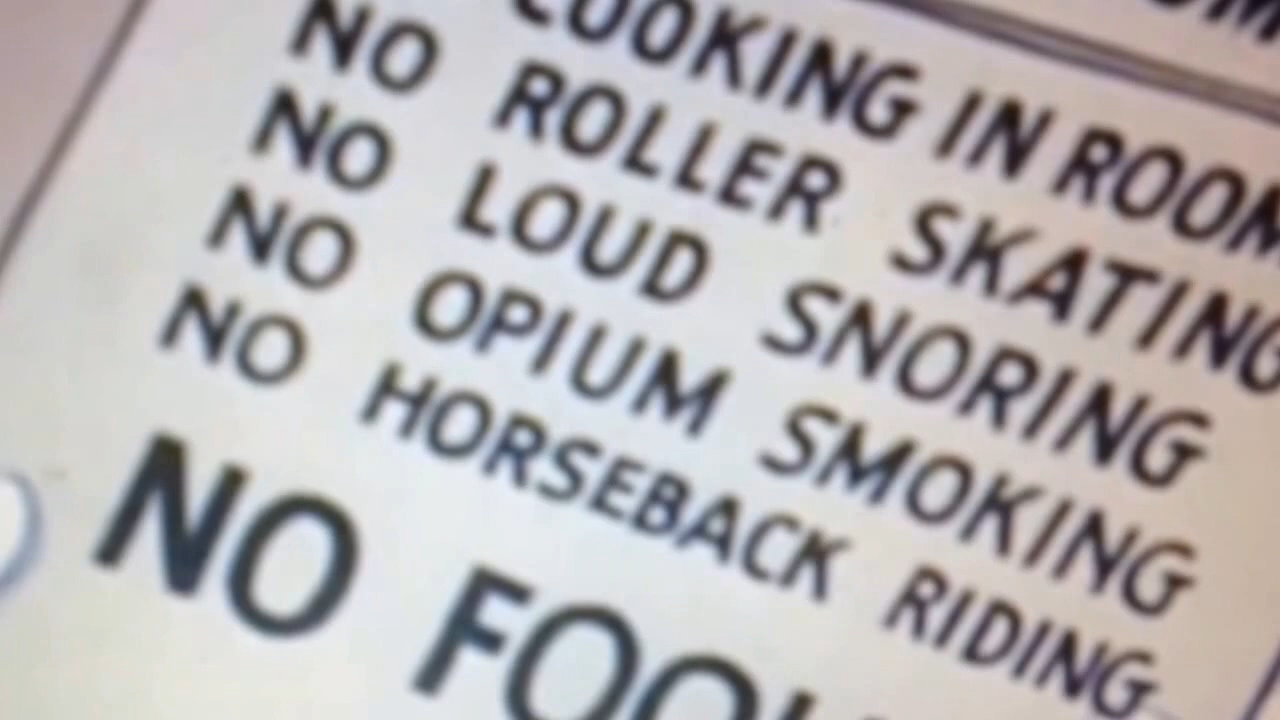 COOKING IN ROOM
NO ROLLER SKATING
NO LOUD SNORING
NO OPIUM SMOKING
NO HORSEBACK RIDING
NO